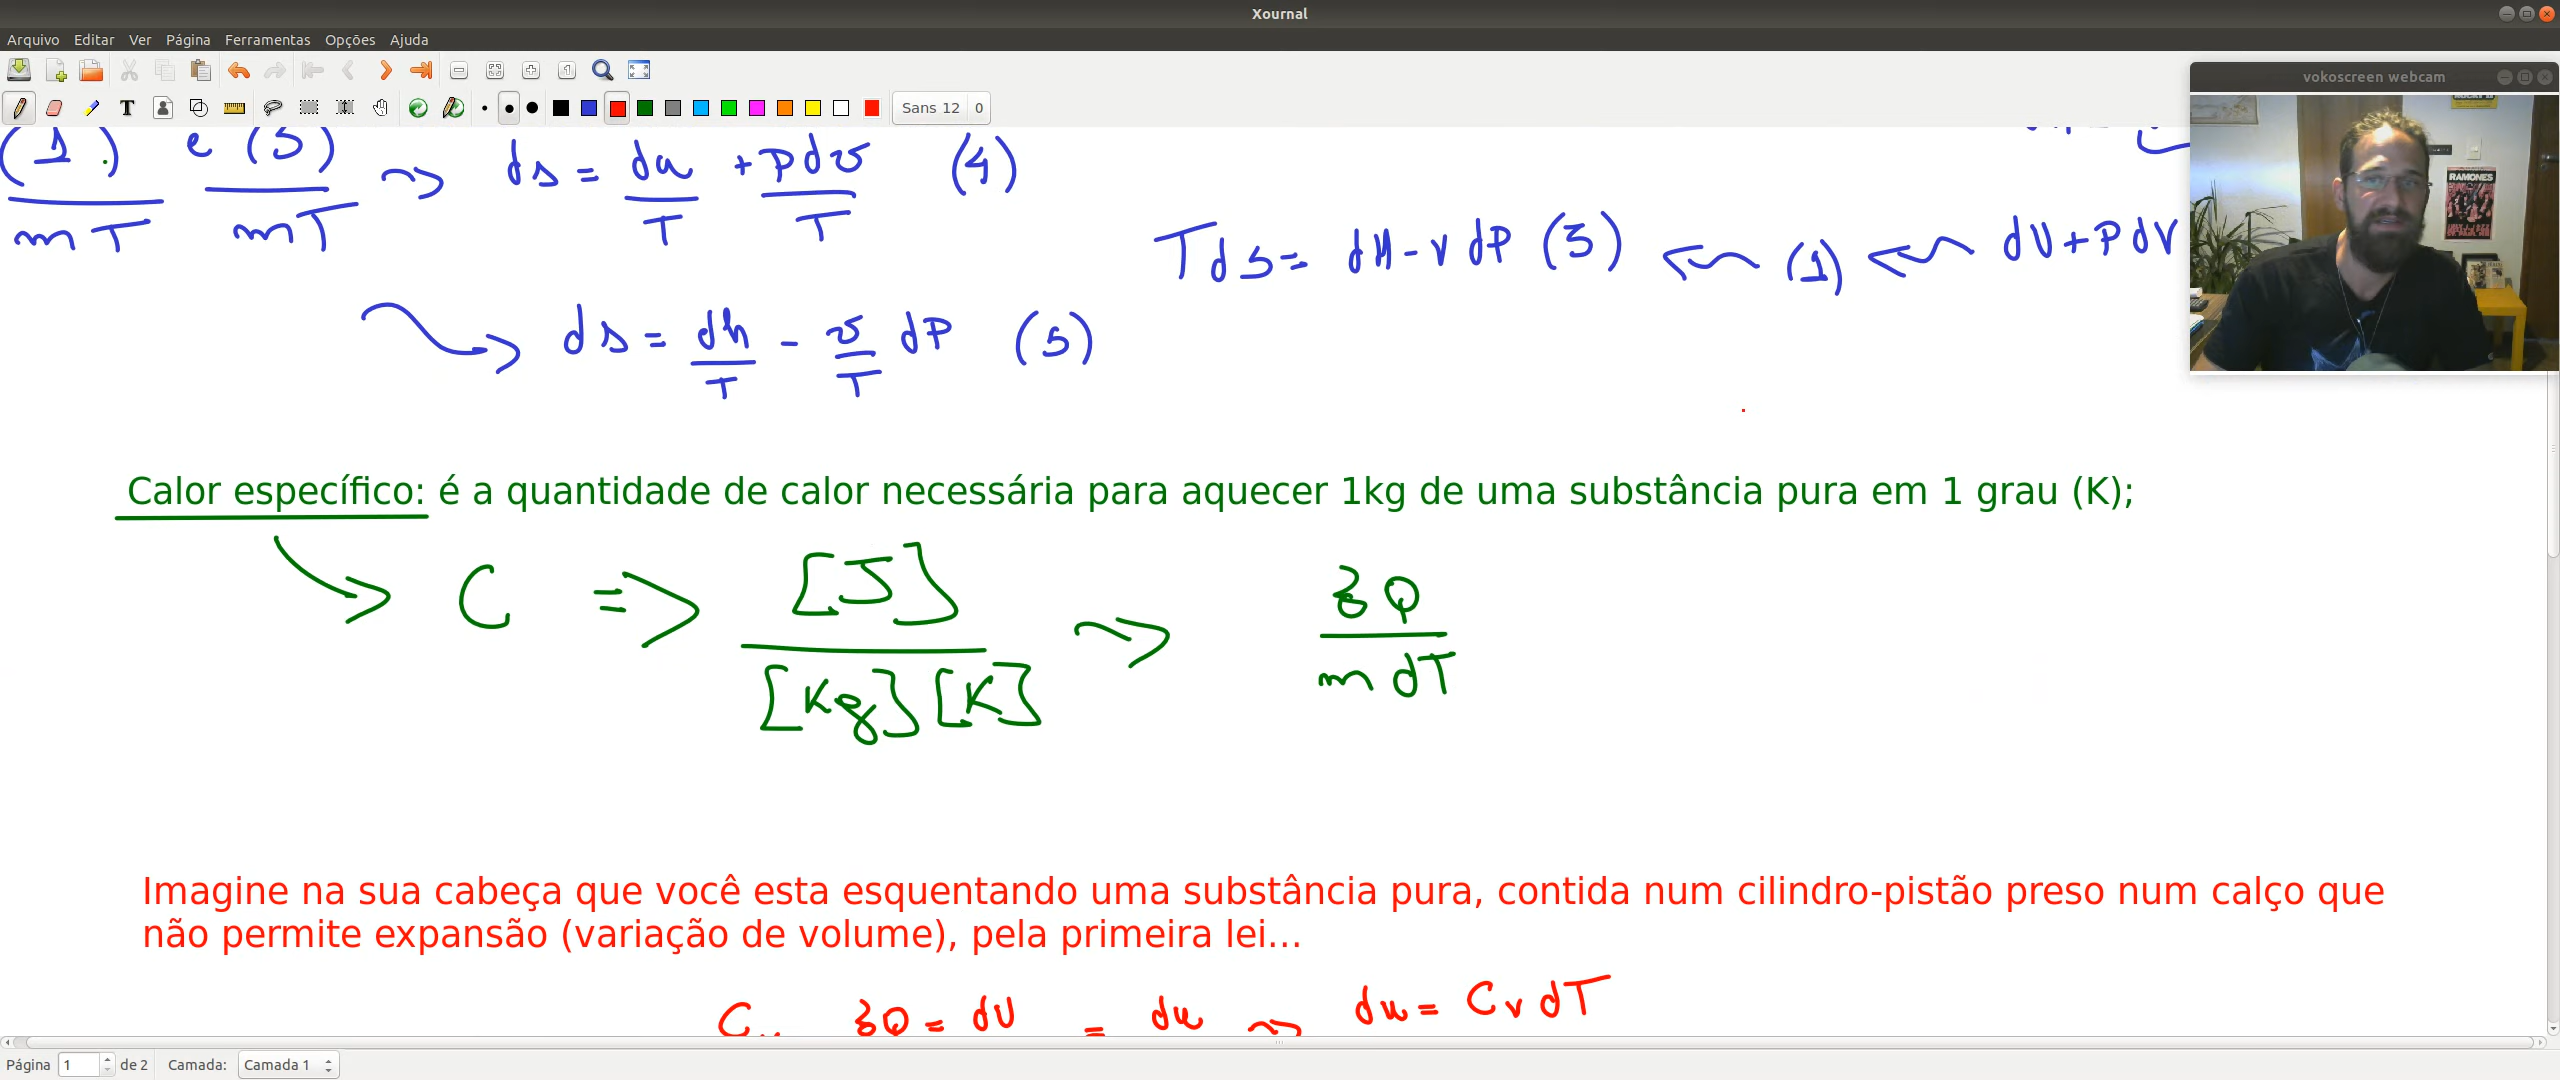 Xournal
Arquivo Editar Ver Página Ferramentas Opções Ajuda
vokoscreen webcam
Sans 12 0
RAMONES
(1.)/mT e (3)/mT ~> ds = du/T + Pdv/T (4)
TdS = dH - V dP (3) <~ (1) <~ dU + P dV
~> ds = dh/T - v/T dP (5)
Calor específico: é a quantidade de calor necessária para aquecer 1kg de uma substância pura em 1 grau (K);
C => [J]/[Kg][K] ~> δQ/m dT
Imagine na sua cabeça que você esta esquentando uma substância pura, contida num cilindro-pistão preso num calço que
não permite expansão (variação de volume), pela primeira lei...
δQ = dU = du ~> du = Cv dT
Página 1 de 2 Camada: Camada 1